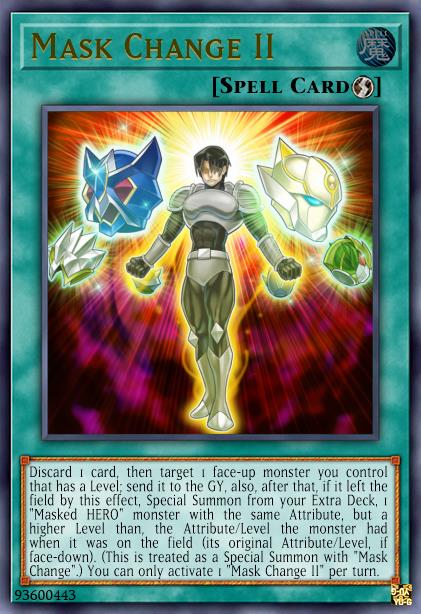 Mask Change II
[Spell Card]
Discard 1 card, then target 1 face-up monster you control
that has a Level; send it to the GY, also, after that, if it left the
field by this effect, Special Summon from your Extra Deck, 1
"Masked HERO" monster with the same Attribute, but a
higher Level than, the Attribute/Level the monster had
when it was on the field (its original Attribute/Level, if
face-down). (This is treated as a Special Summon with "Mask
Change".) You can only activate 1 "Mask Change II" per turn.
93600443